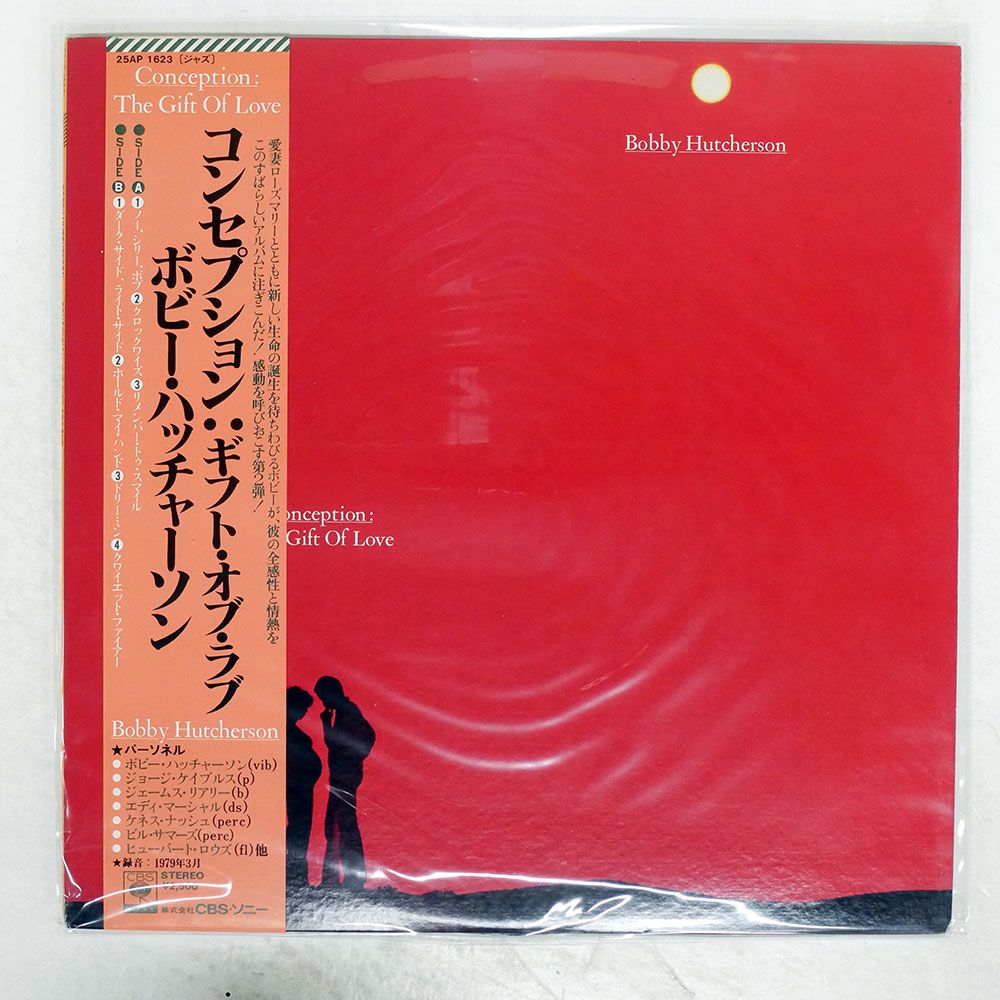 25AP 1623 〔ジャズ〕
Conception:
The Gift Of Love
愛妻ローズマリーとともに新しい生命の誕生を待ちわびるボビーが、彼の全感性と情熱を
このすばらしいアルバムに注ぎこんだ!感動を呼びおこす第2弾!
コンセプション:ギフト・オブ・ラブ
ボビー・ハッチャーソン
●SIDE A ❶ノー、シリー、ボブ❷クロックワイズ❸リメンバー・トゥ・スマイル
●SIDE B ❶ダーク・サイド、ライト・サイド❷ホールド・マイ・ハンド❸ドリーミン❹クワイエット・ファイアー
Bobby Hutcherson
★パーソネル
●ボビー・ハッチャーソン(vib)
●ジョージ・ケイブルス(p)
●ジェームス・リアリー(b)
●エディ・マーシャル(ds)
●ケネス・ナッシュ(perc)
●ビル・サマーズ(perc)
●ヒューバート・ロウズ(fl)他
★録音:1979年3月
CBS
STEREO
¥2,500
株式会社CBS・ソニー
Bobby Hutcherson
onception:
Gift Of Love